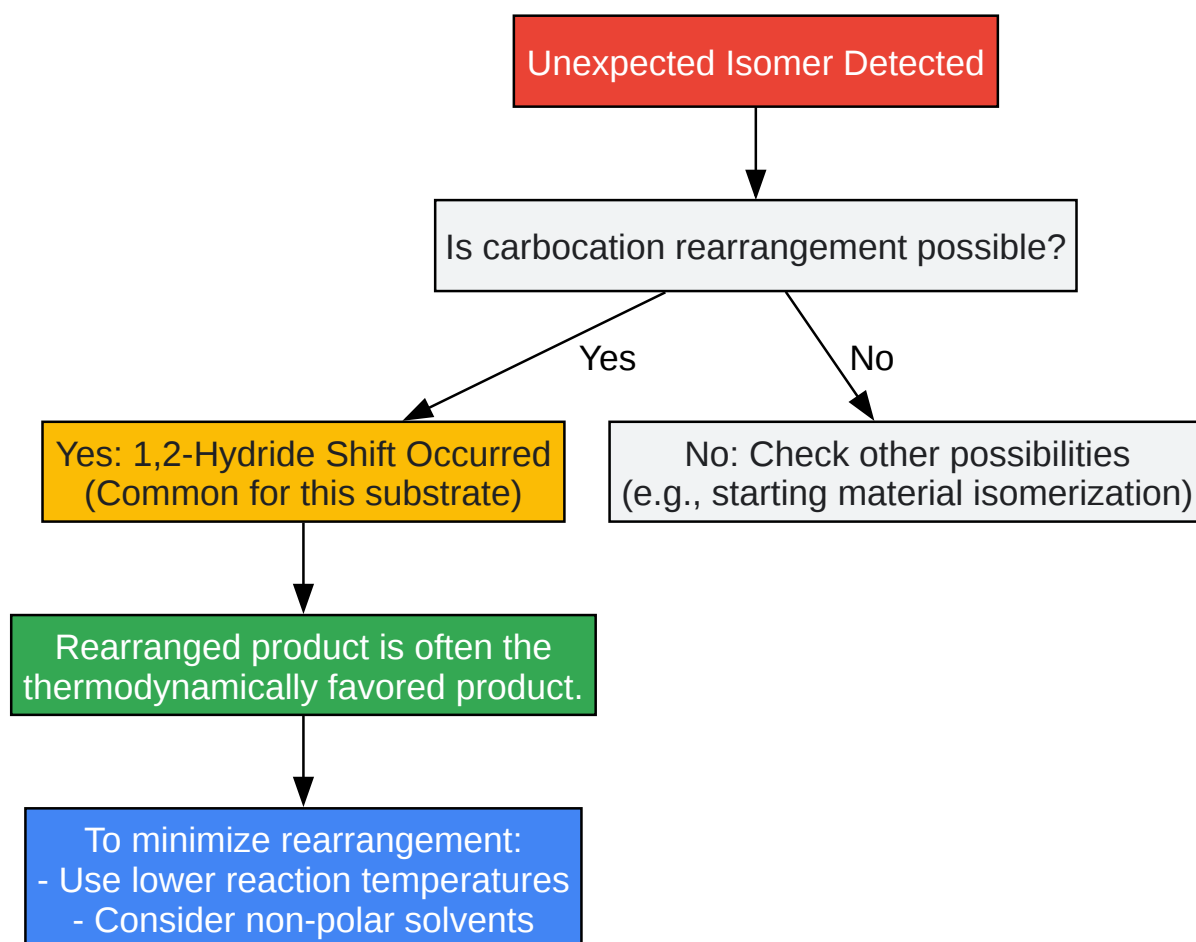 Unexpected Isomer Detected
Is carbocation rearrangement possible?
Yes
No
Yes: 1,2-Hydride Shift Occurred
(Common for this substrate)
No: Check other possibilities
(e.g., starting material isomerization)
Rearranged product is often the
thermodynamically favored product.
To minimize rearrangement:
- Use lower reaction temperatures
- Consider non-polar solvents